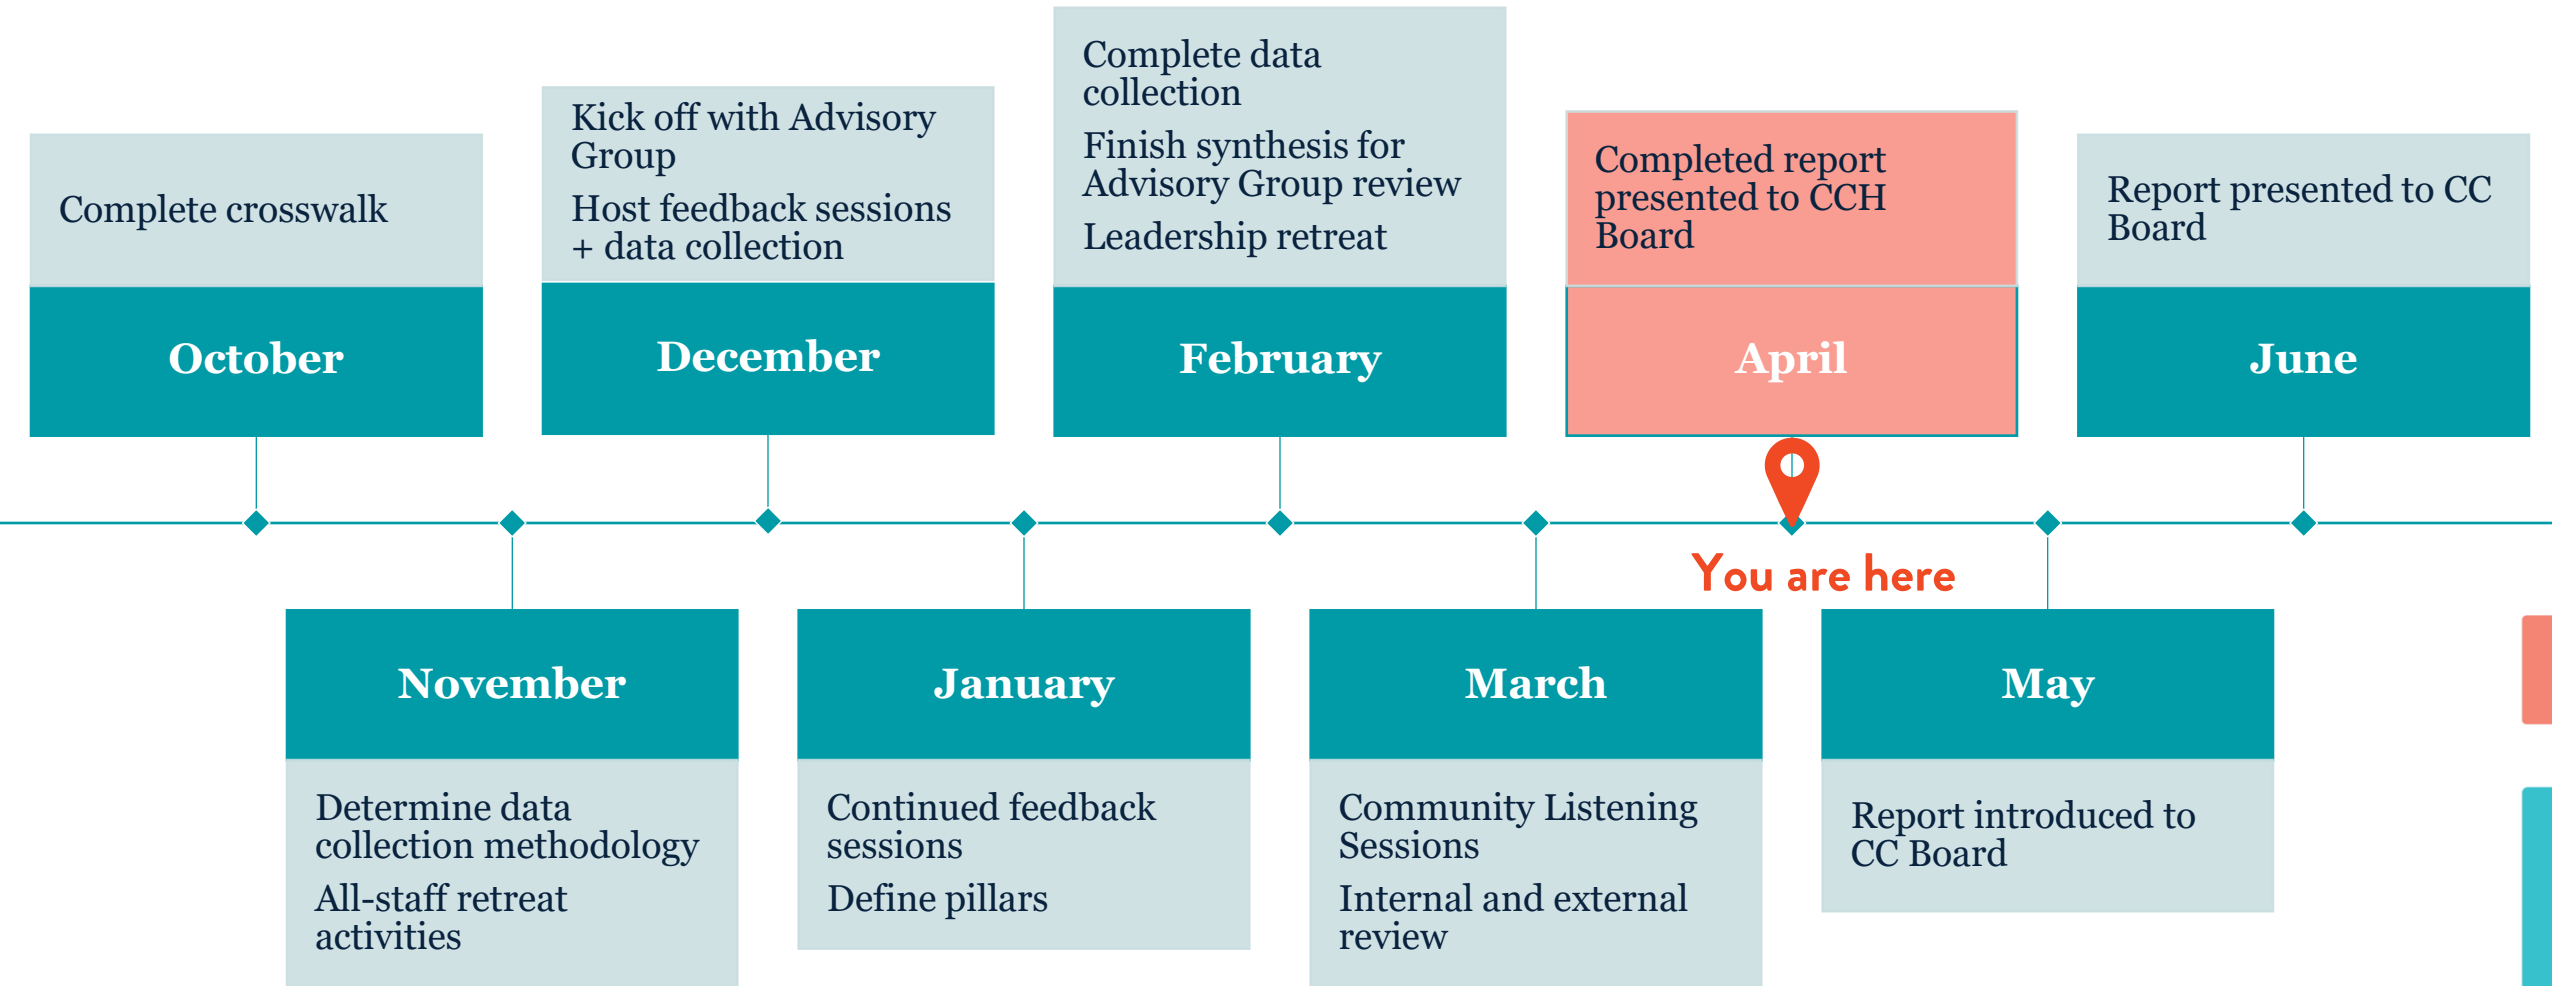 Complete crosswalk
October
Kick off with Advisory
Group
Host feedback sessions
+ data collection
December
Complete data
collection
Finish synthesis for
Advisory Group review
Leadership retreat
February
Completed report
presented to CCH
Board
April
Report presented to CC
Board
June
You are here
November
Determine data
collection methodology
All-staff retreat
activities
January
Continued feedback
sessions
Define pillars
March
Community Listening
Sessions
Internal and external
review
May
Report introduced to
CC Board